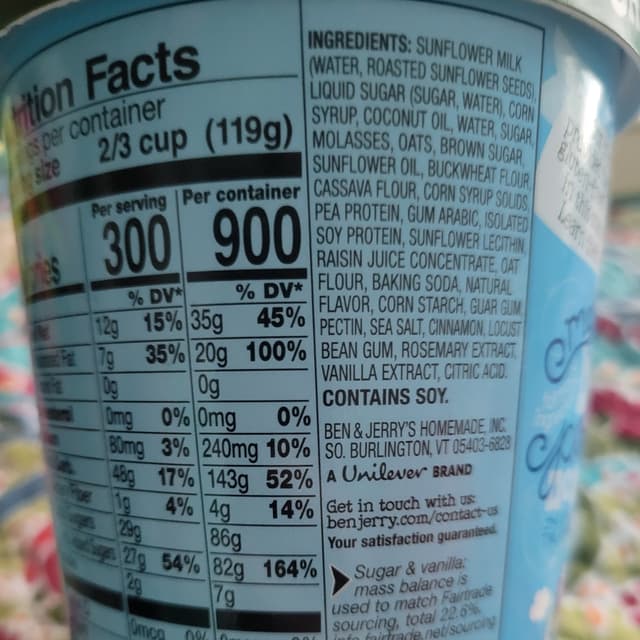 tion Facts
per container
size 2/3 cup (119g)
Per serving Per container
300 900
% DV* % DV*
12g 15% 35g 45%
Fat 7g 35% 20g 100%
0g 0g
0mg 0% 0mg 0%
80mg 3% 240mg 10%
48g 17% 143g 52%
1g 4% 4g 14%
29g 86g
27g 54% 82g 164%
2g 7g
0mcg 0%
INGREDIENTS: SUNFLOWER MILK
(WATER, ROASTED SUNFLOWER SEEDS),
LIQUID SUGAR (SUGAR, WATER), CORN
SYRUP, COCONUT OIL, WATER, SUGAR,
MOLASSES, OATS, BROWN SUGAR,
SUNFLOWER OIL, BUCKWHEAT FLOUR,
CASSAVA FLOUR, CORN SYRUP SOLIDS,
PEA PROTEIN, GUM ARABIC, ISOLATED
SOY PROTEIN, SUNFLOWER LECITHIN,
RAISIN JUICE CONCENTRATE, OAT
FLOUR, BAKING SODA, NATURAL
FLAVOR, CORN STARCH, GUAR GUM,
PECTIN, SEA SALT, CINNAMON, LOCUST
BEAN GUM, ROSEMARY EXTRACT,
VANILLA EXTRACT, CITRIC ACID.
CONTAINS SOY.
BEN & JERRY'S HOMEMADE, INC.
SO. BURLINGTON, VT 05403-6828
A Unilever BRAND
Get in touch with us:
benjerry.com/contact-us
Your satisfaction guaranteed.
Sugar & vanilla:
mass balance is
used to match Fairtrade
sourcing, total 22.6%.
info.fairtrade.net/sourcing